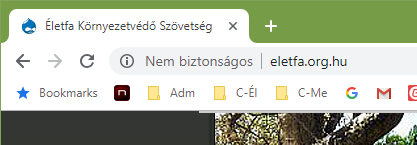 Életfa Környezetvédő Szövetség
Nem biztonságos eletfa.org.hu
Bookmarks n Adm C-Él C-Me G M